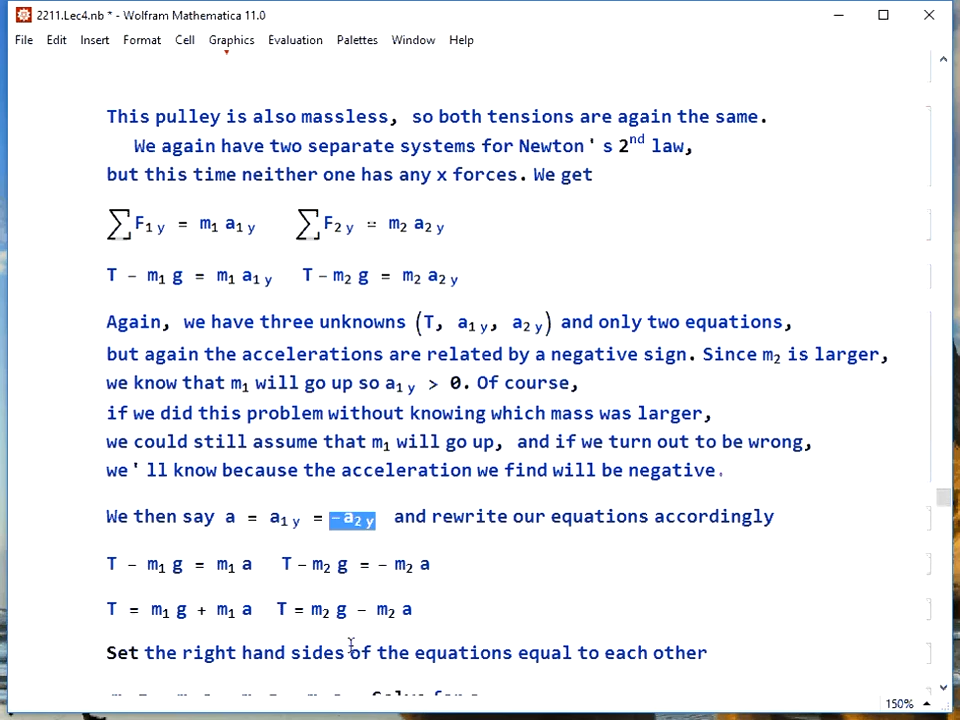 2211.Lec4.nb * - Wolfram Mathematica 11.0
File Edit Insert Format Cell Graphics Evaluation Palettes Window Help
This pulley is also massless, so both tensions are again the same.
We again have two separate systems for Newton's 2nd law,
but this time neither one has any x forces. We get
∑F₁ y = m₁ a₁ y ∑F₂ y = m₂ a₂ y
T - m₁ g = m₁ a₁ y T - m₂ g = m₂ a₂ y
Again, we have three unknowns (T, a₁ y, a₂ y) and only two equations,
but again the accelerations are related by a negative sign. Since m₂ is larger,
we know that m₁ will go up so a₁ y > 0. Of course,
if we did this problem without knowing which mass was larger,
we could still assume that m₁ will go up, and if we turn out to be wrong,
we'll know because the acceleration we find will be negative.
We then say a = a₁ y = -a₂ y and rewrite our equations accordingly
T - m₁ g = m₁ a T - m₂ g = - m₂ a
T = m₁ g + m₁ a T = m₂ g - m₂ a
Set the right hand sides of the equations equal to each other
150%